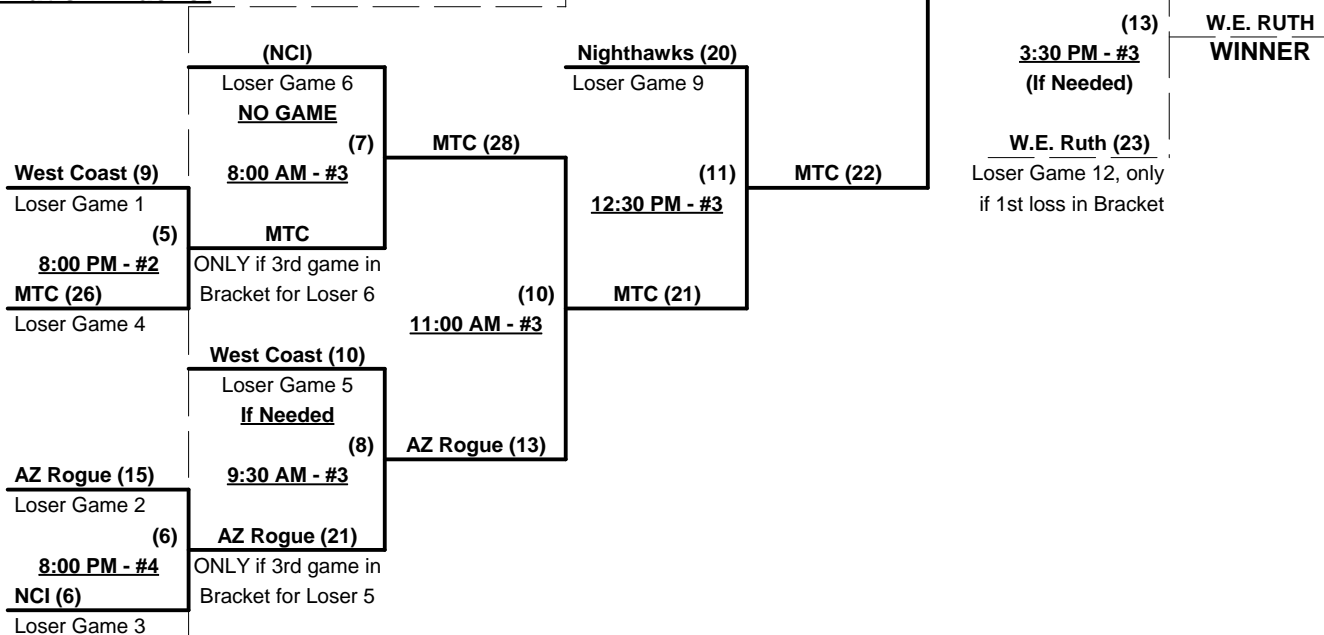 (13) W.E. RUTH
(NCI) Nighthawks (20) 3:30 PM - #3 WINNER
Loser Game 6 Loser Game 9 (If Needed)
NO GAME
(7) MTC (28) W.E. Ruth (23)
West Coast (9) 8:00 AM - #3 (11) MTC (22) Loser Game 12, only
Loser Game 1 12:30 PM - #3 if 1st loss in Bracket
(5) MTC
8:00 PM - #2 ONLY if 3rd game in
MTC (26) Bracket for Loser 6 (10) MTC (21)
Loser Game 4 11:00 AM - #3
West Coast (10)
Loser Game 5
If Needed
(8) AZ Rogue (13)
AZ Rogue (15) 9:30 AM - #3
Loser Game 2
(6) AZ Rogue (21)
8:00 PM - #4 ONLY if 3rd game in
NCI (6) Bracket for Loser 5
Loser Game 3